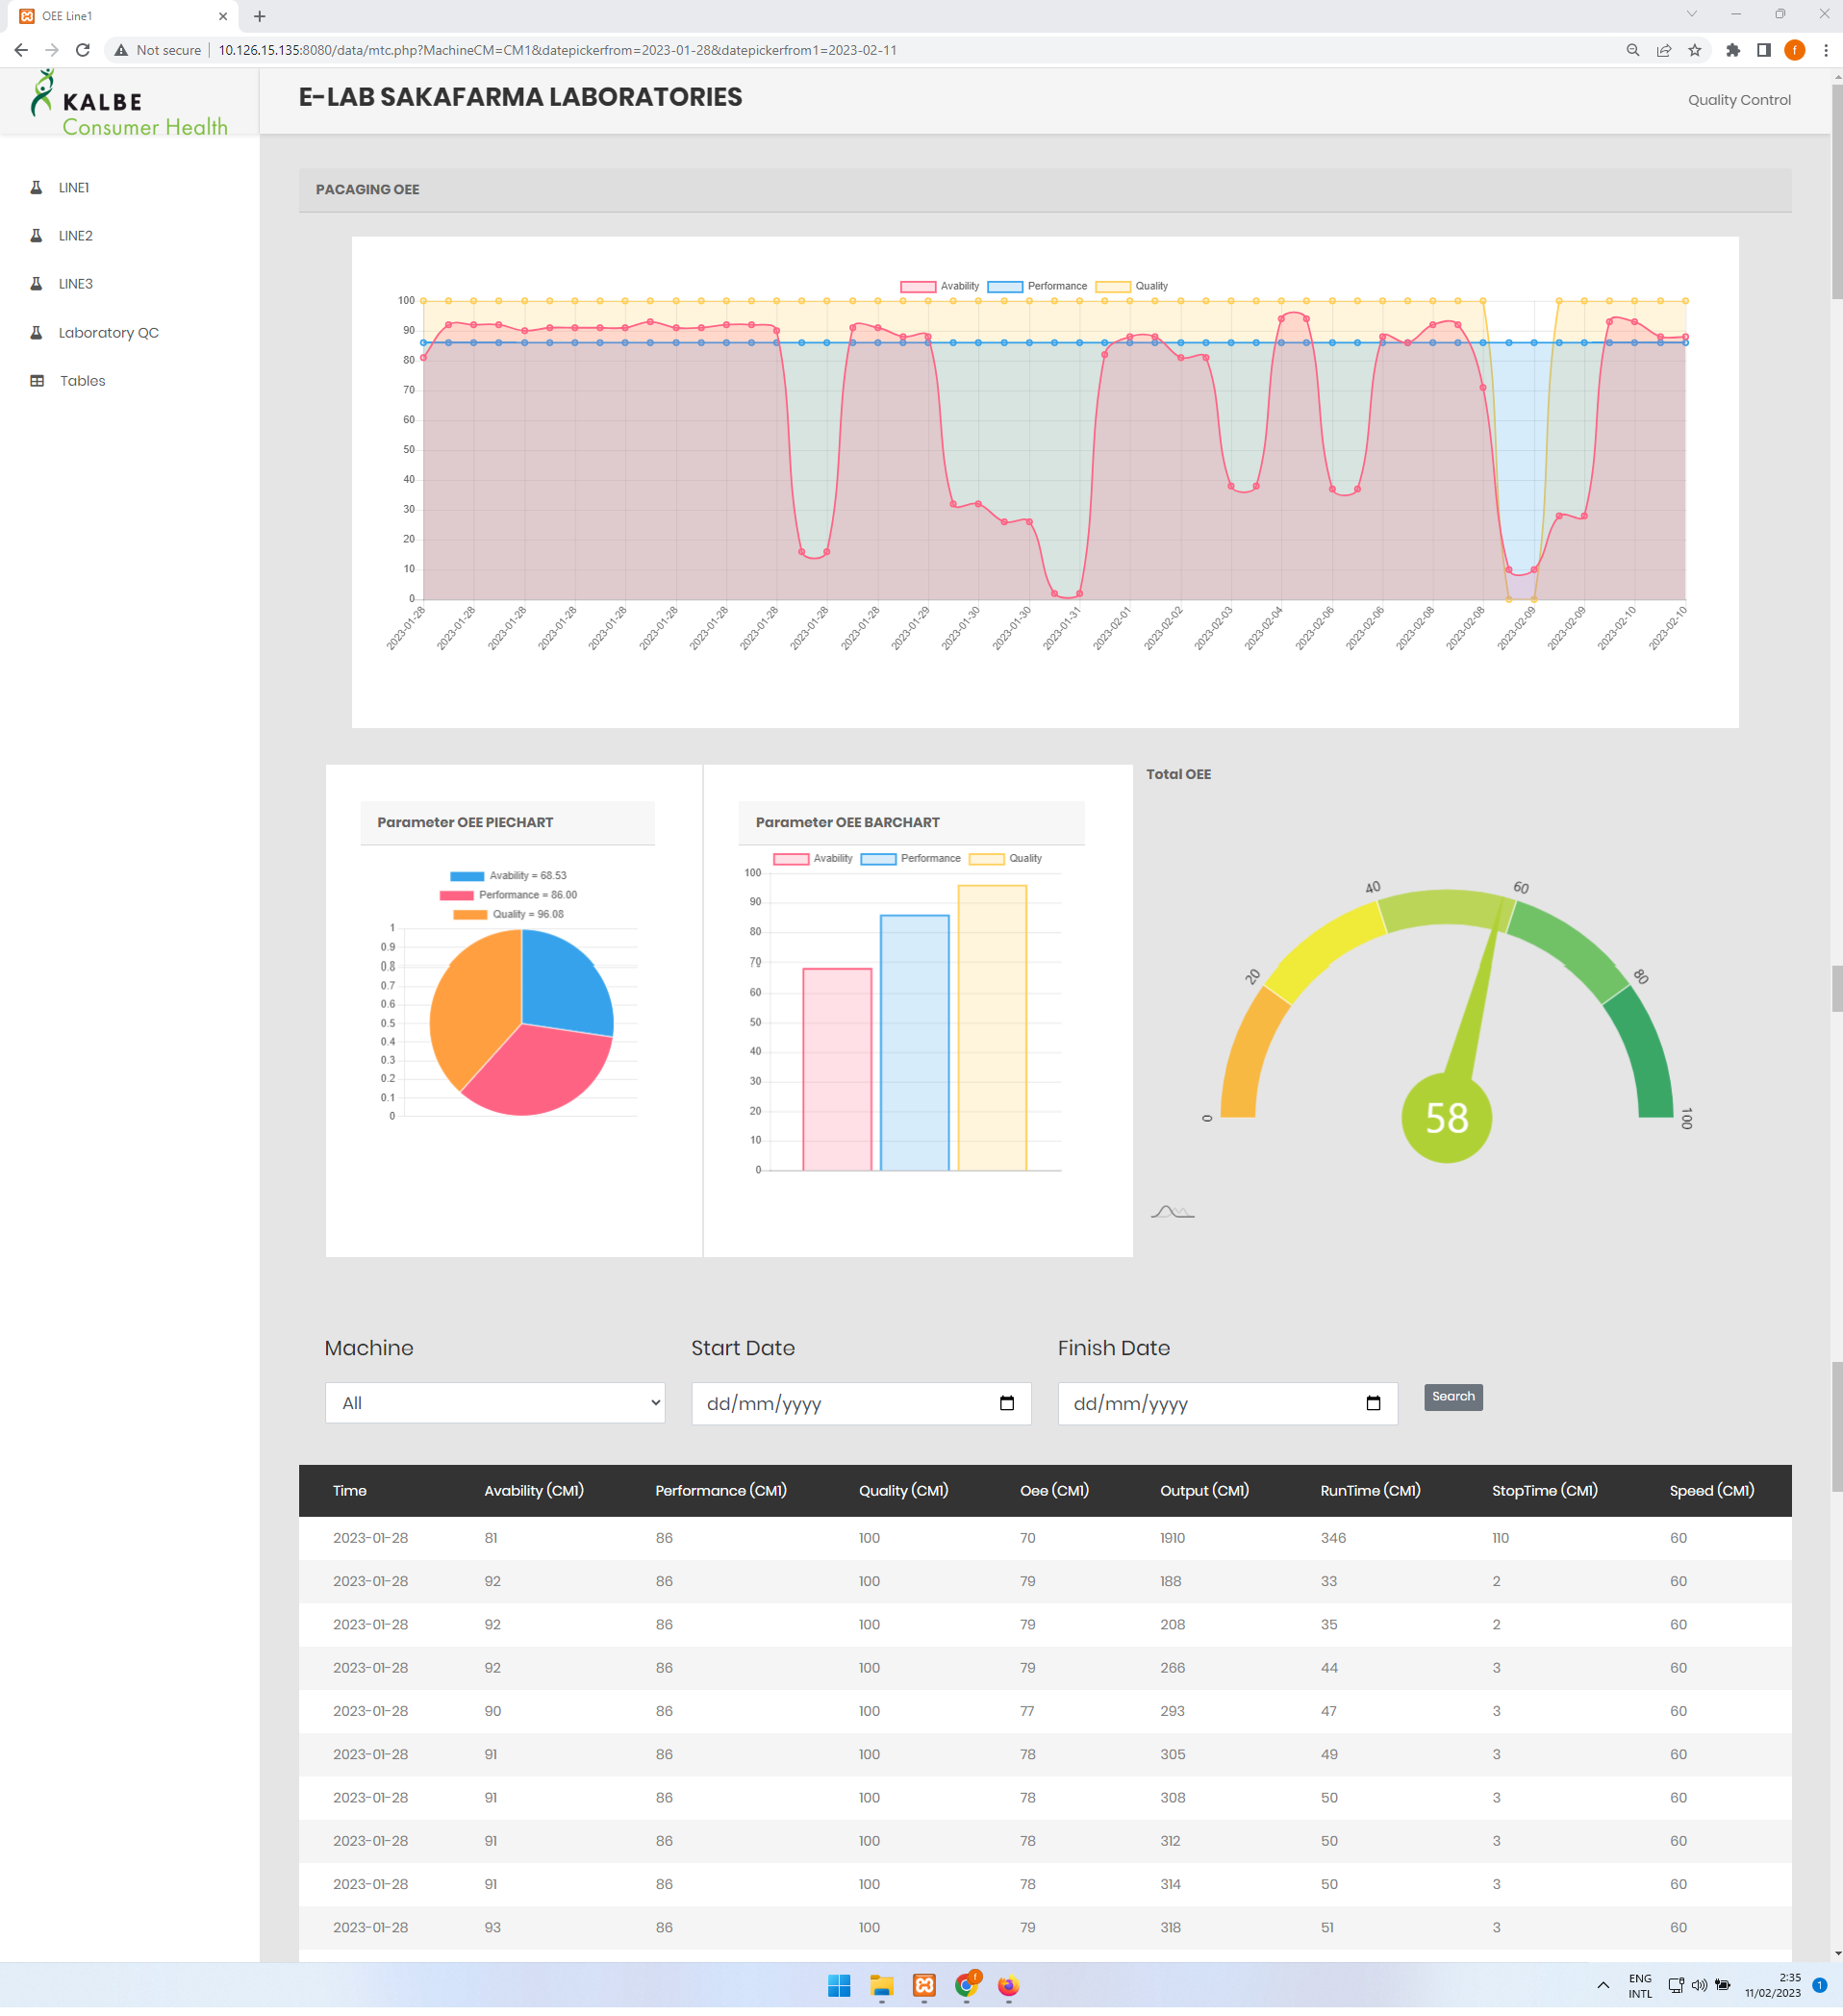 OEE Line1
Not secure 10.126.15.135:8080/data/mtc.php?MachineCM=CM1&datepickerfrom=2023-01-28&datepickerfrom1=2023-02-11
f
KALBE
Consumer Health
E-LAB SAKAFARMA LABORATORIES
Quality Control
LINE1
LINE2
LINE3
Laboratory QC
Tables
PACAGING OEE
Avability Performance Quality
100
90
80
70
60
50
40
30
20
10
0
2023-01-28 2023-01-28 2023-01-28 2023-01-28 2023-01-28 2023-01-28 2023-01-28 2023-01-28 2023-01-28 2023-01-28 2023-01-29 2023-01-30 2023-01-30 2023-01-31 2023-02-01 2023-02-02 2023-02-03 2023-02-04 2023-02-06 2023-02-06 2023-02-08 2023-02-08 2023-02-09 2023-02-09 2023-02-10 2023-02-10
Parameter OEE PIECHART
Avability = 68.53
Performance = 86.00
Quality = 96.08
1
0.9
0.8
0.7
0.6
0.5
0.4
0.3
0.2
0.1
0
Parameter OEE BARCHART
Avability Performance Quality
100
90
80
70
60
50
40
30
20
10
0
Total OEE
0
20
40
60
80
100
58
Machine Start Date Finish Date
All dd/mm/yyyy dd/mm/yyyy Search
Time Avability (CM1) Performance (CM1) Quality (CM1) Oee (CM1) Output (CM1) RunTime (CM1) StopTime (CM1) Speed (CM1)
2023-01-28 81 86 100 70 1910 346 110 60
2023-01-28 92 86 100 79 188 33 2 60
2023-01-28 92 86 100 79 208 35 2 60
2023-01-28 92 86 100 79 266 44 3 60
2023-01-28 90 86 100 77 293 47 3 60
2023-01-28 91 86 100 78 305 49 3 60
2023-01-28 91 86 100 78 308 50 3 60
2023-01-28 91 86 100 78 312 50 3 60
2023-01-28 91 86 100 78 314 50 3 60
2023-01-28 93 86 100 79 318 51 3 60
f
ENG
INTL
2:35
11/02/2023
1